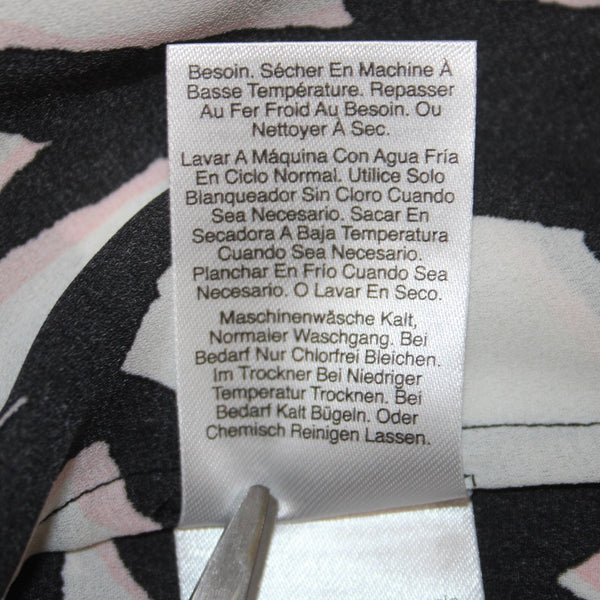 Besoin. Sécher En Machine À
Basse Température. Repasser
Au Fer Froid Au Besoin. Ou
Nettoyer À Sec.
Lavar A Máquina Con Agua Fría
En Ciclo Normal. Utilice Solo
Blanqueador Sin Cloro Cuando
Sea Necesario. Sacar En
Secadora A Baja Temperatura
Cuando Sea Necesario.
Planchar En Frío Cuando Sea
Necesario. O Lavar En Seco.
Maschinenwäsche Kalt,
Normaler Waschgang. Bei
Bedarf Nur Chlorfrei Bleichen.
Im Trockner Bei Niedriger
Temperatur Trocknen. Bei
Bedarf Kalt Bügeln. Oder
Chemisch Reinigen Lassen.